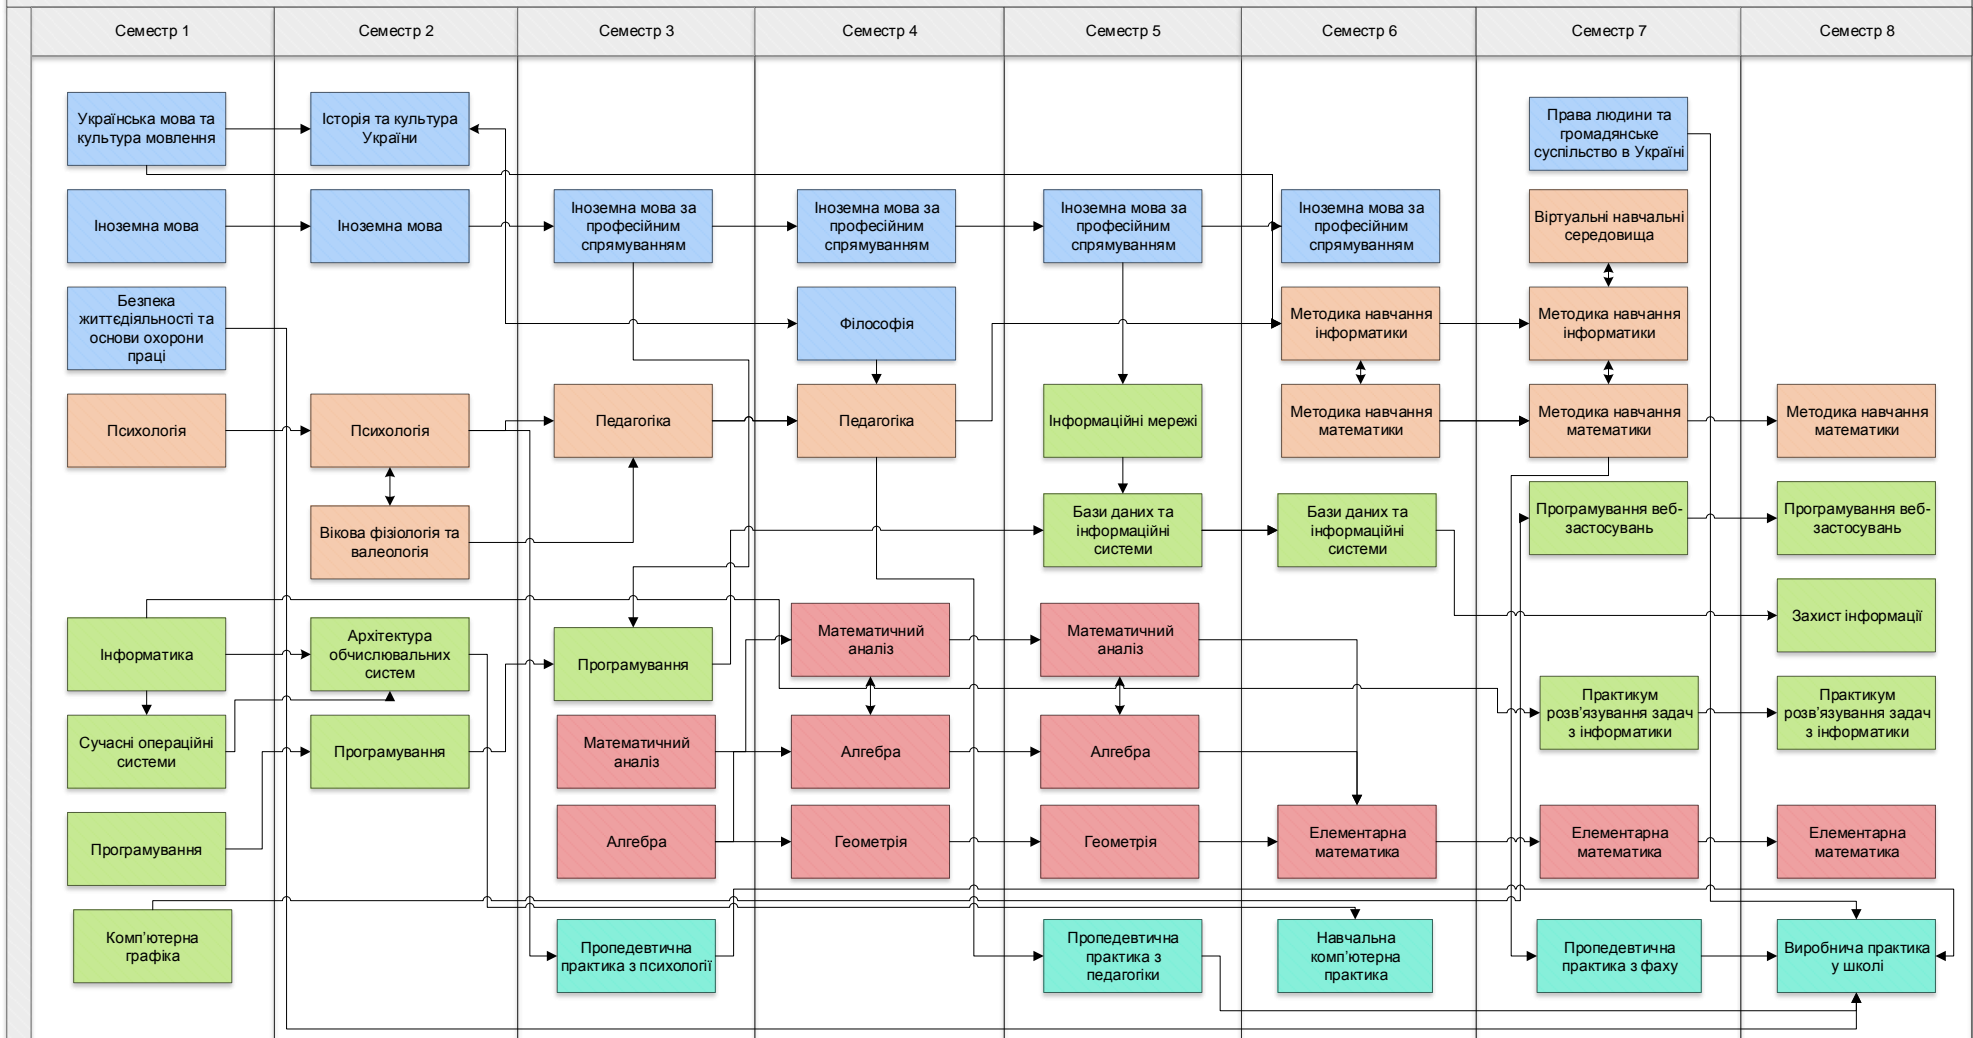 Семестр 1
Семестр 2
Семестр 3
Семестр 4
Семестр 5
Семестр 6
Семестр 7
Семестр 8
Українська мова та
культура мовлення
Іноземна мова
Безпека
життєдіяльності та
основи охорони
праці
Психологія
Інформатика
Сучасні операційні
системи
Програмування
Комп’ютерна
графіка
Історія та культура
України
Іноземна мова
Психологія
Вікова фізіологія та
валеологія
Архітектура
обчислювальних
систем
Програмування
Іноземна мова за
професійним
спрямуванням
Педагогіка
Програмування
Математичний
аналіз
Алгебра
Пропедевтична
практика з психології
Іноземна мова за
професійним
спрямуванням
Філософія
Педагогіка
Математичний
аналіз
Алгебра
Геометрія
Іноземна мова за
професійним
спрямуванням
Інформаційні мережі
Бази даних та
інформаційні
системи
Математичний
аналіз
Алгебра
Геометрія
Пропедевтична
практика з
педагогіки
Іноземна мова за
професійним
спрямуванням
Методика навчання
інформатики
Методика навчання
математики
Бази даних та
інформаційні
системи
Елементарна
математика
Навчальна
комп’ютерна
практика
Права людини та
громадянське
суспільство в Україні
Віртуальні навчальні
середовища
Методика навчання
інформатики
Методика навчання
математики
Програмування веб-
застосувань
Практикум
розв’язування задач
з інформатики
Елементарна
математика
Пропедевтична
практика з фаху
Методика навчання
математики
Програмування веб-
застосувань
Захист інформації
Практикум
розв’язування задач
з інформатики
Елементарна
математика
Виробнича практика
у школі